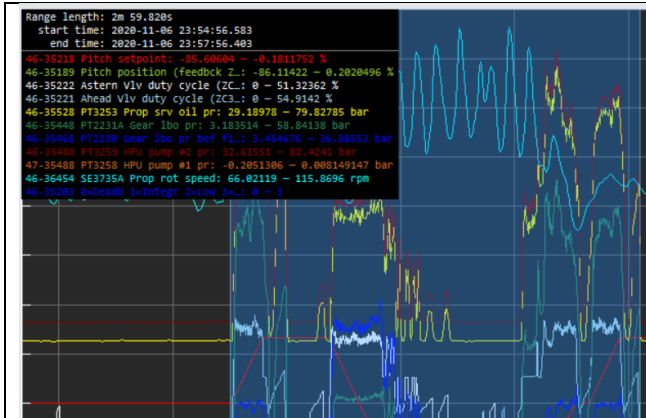 Range length: 2m 59.820s
start time: 2020-11-06 23:54:56.583
end time: 2020-11-06 23:57:56.403
46-35218 Pitch setpoint: -85.60604 – -0.1811752 %
46-35189 Pitch position (feedbck Z…: -86.11422 – 0.2020496 %
46-35222 Astern Vlv duty cycle (ZC…: 0 – 51.32362 %
46-35221 Ahead Vlv duty cycle (ZC3…: 0 – 54.9142 %
46-35528 PT3253 Prop srv oil pr: 29.18978 – 79.82785 bar
46-35448 PT2231A Gear lbo pr: 3.183514 – 58.84138 bar
46-35468 PT2230 Gear lbo pr bef fi…: 3.454676 – 36.88553 bar
46-35488 PT3259 HPU pump #2 pr: 32.61551 – 82.4241 bar
47-35488 PT3258 HPU pump #1 pr: -0.2051306 – 0.008149147 bar
46-36454 SE3735A Prop rot speed: 66.02119 – 115.8696 rpm
0=Deadb 1=Integr 2=Low 3=…: 0 – 3